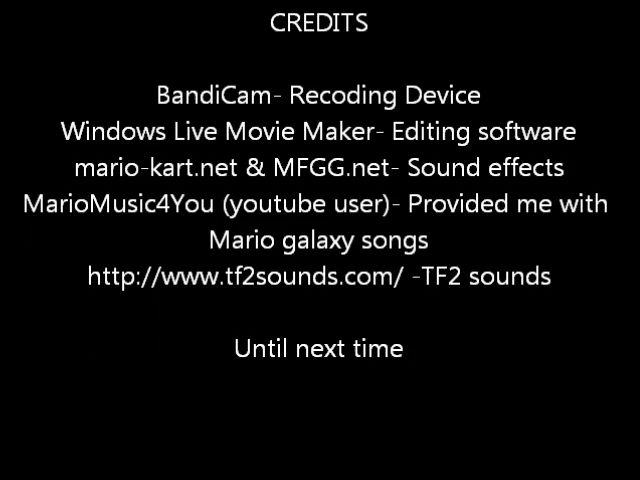 CREDITS
BandiCam- Recoding Device
Windows Live Movie Maker- Editing software
mario-kart.net & MFGG.net- Sound effects
MarioMusic4You (youtube user)- Provided me with
Mario galaxy songs
http://www.tf2sounds.com/ -TF2 sounds
Until next time